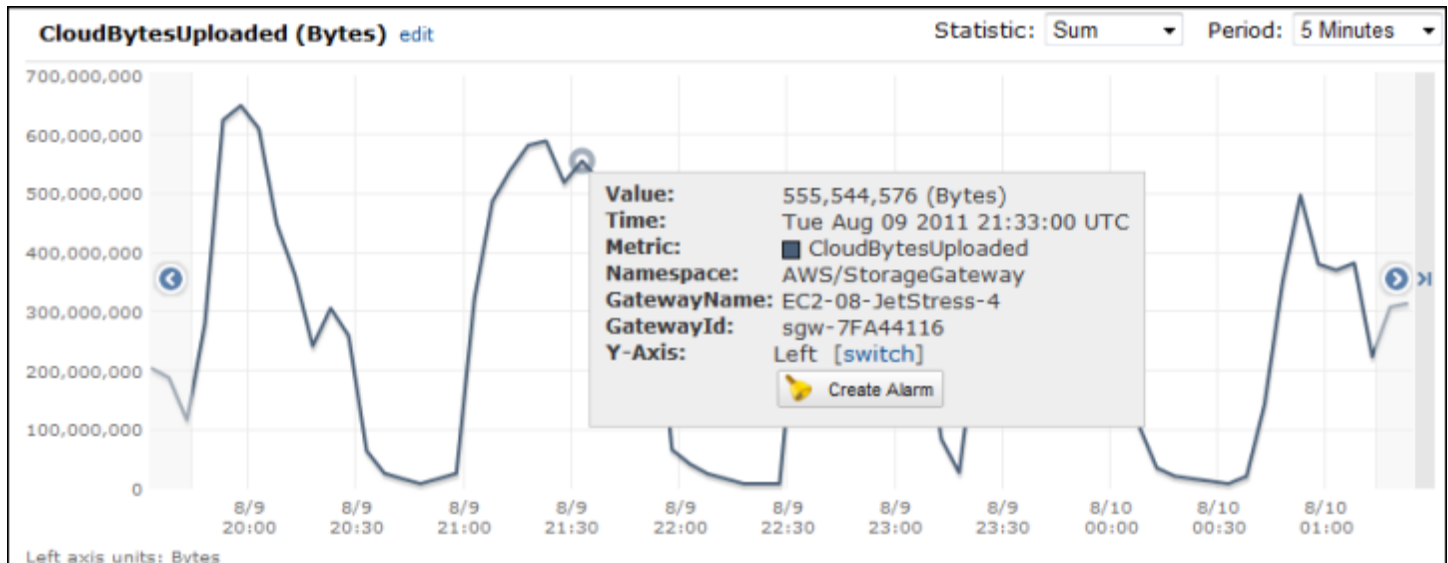 CloudBytesUploaded (Bytes) edit Statistic: Sum Period: 5 Minutes
700,000,000
600,000,000
500,000,000
400,000,000
300,000,000
200,000,000
100,000,000
0
Value: 555,544,576 (Bytes)
Time: Tue Aug 09 2011 21:33:00 UTC
Metric: CloudBytesUploaded
Namespace: AWS/StorageGateway
GatewayName: EC2-08-JetStress-4
GatewayId: sgw-7FA44116
Y-Axis: Left [switch]
Create Alarm
8/9 8/9 8/9 8/9 8/9 8/9 8/9 8/9 8/10 8/10 8/10
20:00 20:30 21:00 21:30 22:00 22:30 23:00 23:30 00:00 00:30 01:00
Left axis units: Bytes